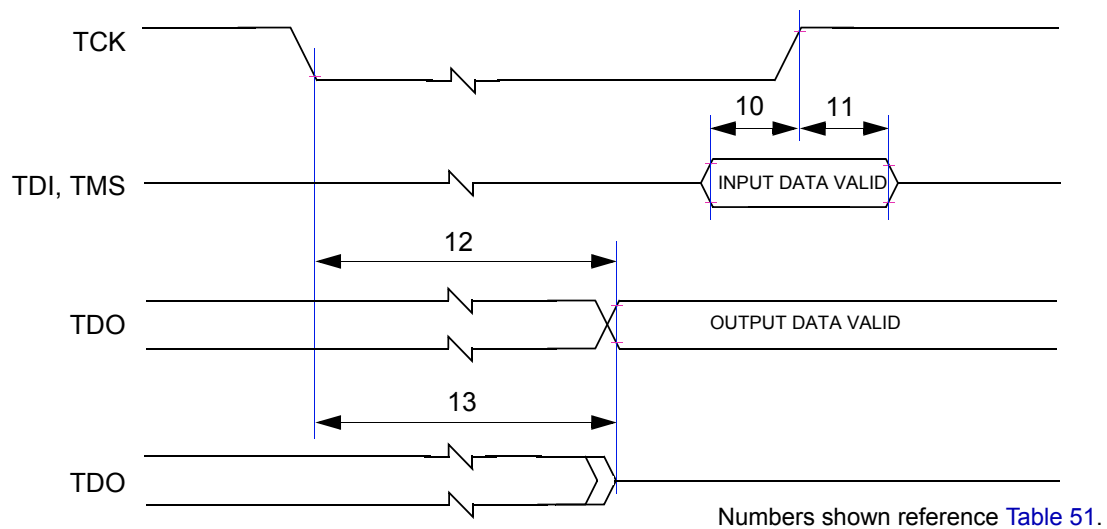 TCK
10
11
TDI, TMS
INPUT DATA VALID
12
TDO
OUTPUT DATA VALID
13
TDO
Numbers shown reference Table 51.